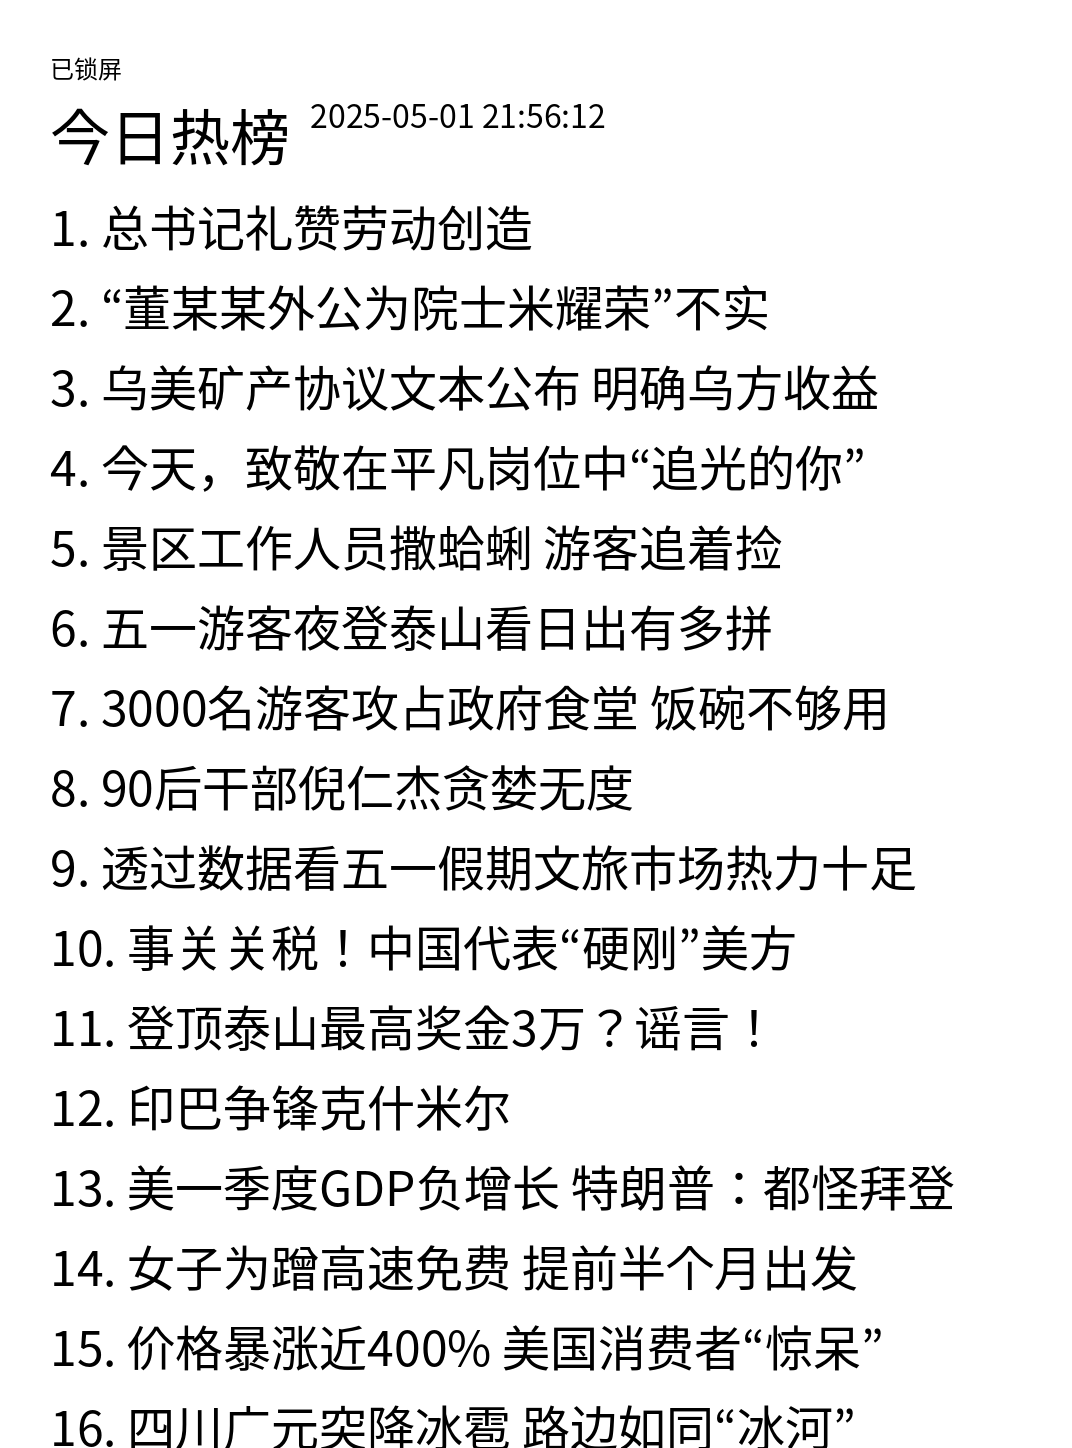 已锁屏
今日热榜 2025-05-01 21:56:12
1. 总书记礼赞劳动创造
2. “董某某外公为院士米耀荣”不实
3. 乌美矿产协议文本公布 明确乌方收益
4. 今天，致敬在平凡岗位中“追光的你”
5. 景区工作人员撒蛤蜊 游客追着捡
6. 五一游客夜登泰山看日出有多拼
7. 3000名游客攻占政府食堂 饭碗不够用
8. 90后干部倪仁杰贪婪无度
9. 透过数据看五一假期文旅市场热力十足
10. 事关关税！中国代表“硬刚”美方
11. 登顶泰山最高奖金3万？谣言！
12. 印巴争锋克什米尔
13. 美一季度GDP负增长 特朗普：都怪拜登
14. 女子为蹭高速免费 提前半个月出发
15. 价格暴涨近400% 美国消费者“惊呆”
16. 四川广元突降冰雹 路边如同“冰河”